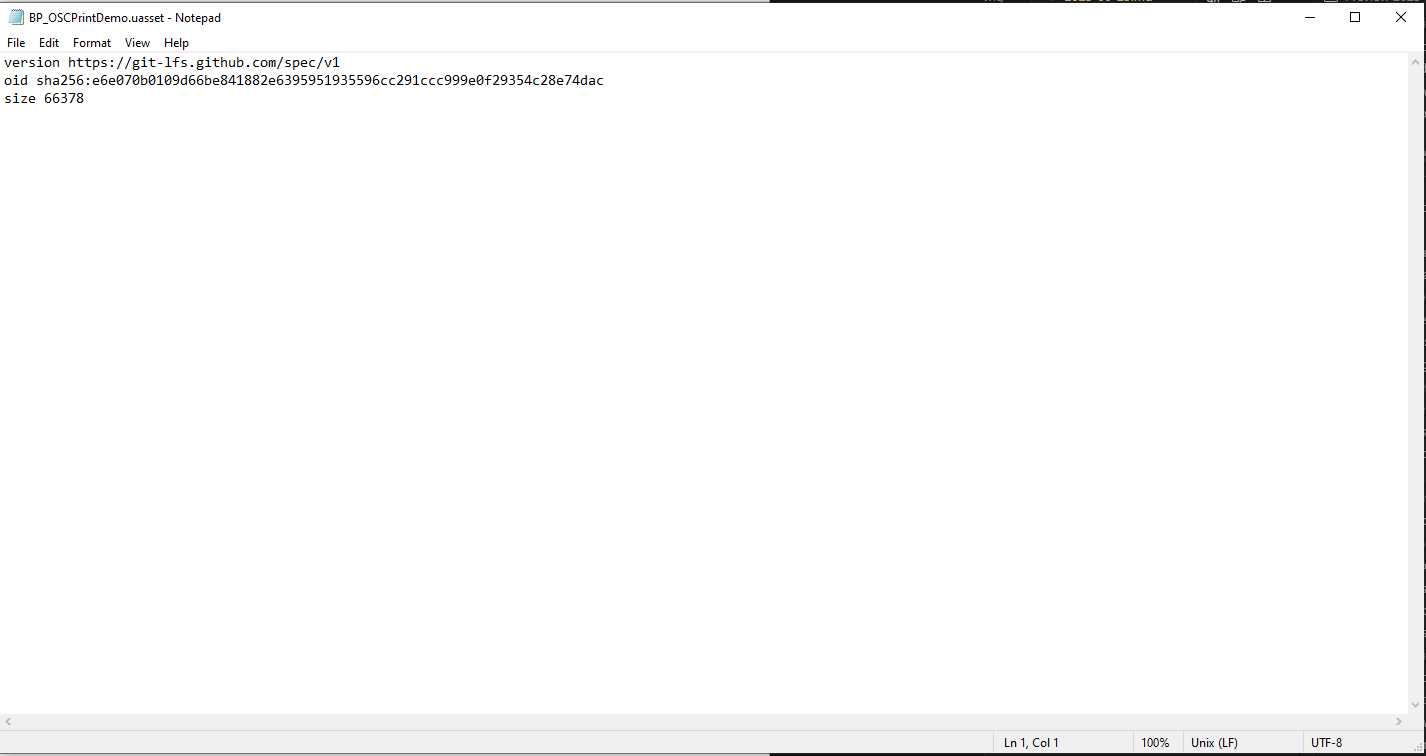 BP_OSCPrintDemo.uasset - Notepad
File Edit Format View Help
version https://git-lfs.github.com/spec/v1
oid sha256:e6e070b0109d66be841882e6395951935596cc291ccc999e0f29354c28e74dac
size 66378
Ln 1, Col 1 100% Unix (LF) UTF-8